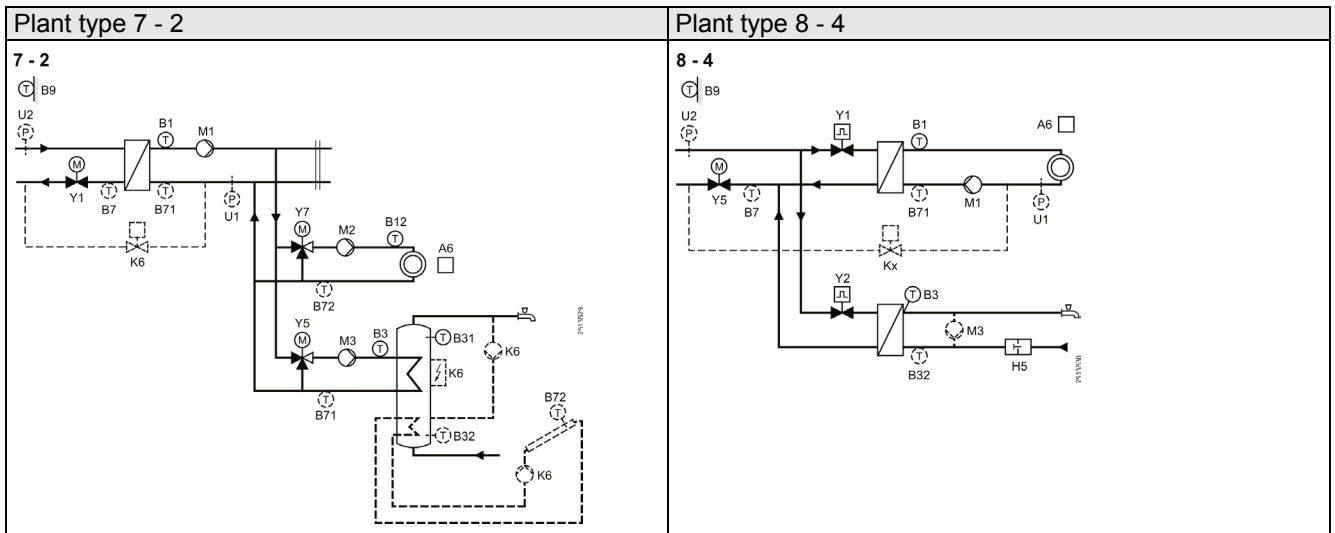 Plant type 7 - 2
7 - 2
T B9
U2
P
B1
T
M1
M
Y1
T
B7
T
B71
P
U1
K6
Y7
M
M2
B12
T
A6
T
B72
Y5
M
M3
B3
T
T B31
K6
K6
T
B71
B72
T
T B32
K6
2513S29
Plant type 8 - 4
8 - 4
T B9
U2
P
Y1
B1
T
A6
M
Y5
T
B7
T
B71
M1
P
U1
Kx
Y2
T B3
M3
T
B32
H5
2513S30